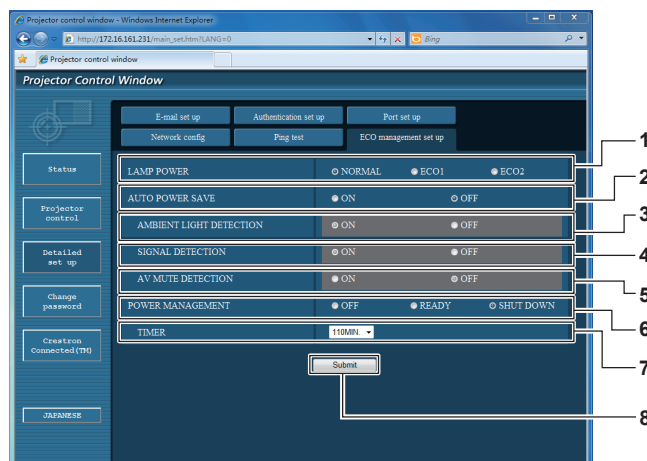 Projector control window - Windows Internet Explorer
http://172.16.161.231/main_set.htm?LANG=0
Bing
Projector control window
Projector Control Window
E-mail set up
Authentication set up
Port set up
Network config
Ping test
ECO management set up
1
Status
LAMP POWER
NORMAL
ECO1
ECO2
2
AUTO POWER SAVE
ON
OFF
Projector control
3
AMBIENT LIGHT DETECTION
ON
OFF
Detailed set up
4
SIGNAL DETECTION
ON
OFF
5
AV MUTE DETECTION
ON
OFF
Change password
6
POWER MANAGEMENT
OFF
READY
SHUT DOWN
7
TIMER
110MIN.
Crestron Connected(TM)
Submit
8
JAPANESE